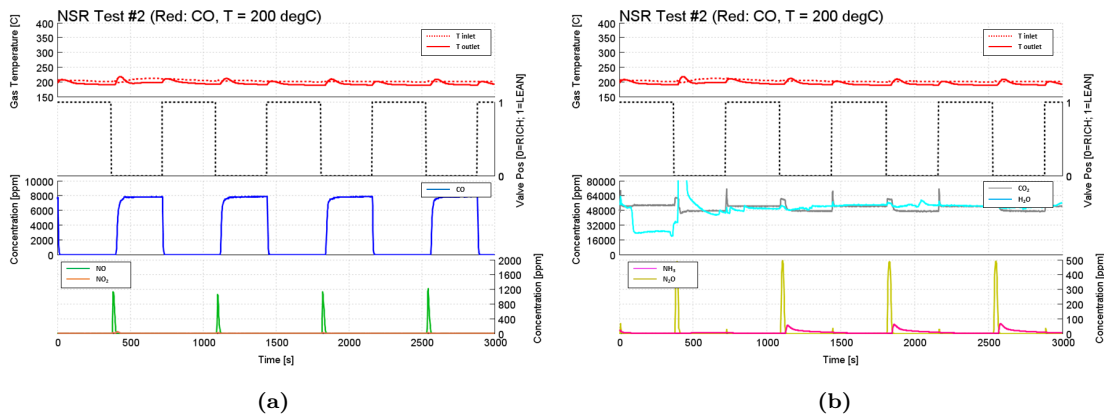 NSR Test #2 (Red: CO, T = 200 degC)
Gas Temperature [C]
400
350
300
250
200
150
T inlet
T outlet
Valve Pos [0=RICH; 1=LEAN]
1
0
Concentration [ppm]
10000
8000
6000
4000
2000
0
CO
NO
NO₂
Concentration [ppm]
2000
1600
1200
800
400
0
0 500 1000 1500 2000 2500 3000
Time [s]
(a)
NSR Test #2 (Red: CO, T = 200 degC)
Gas Temperature [C]
400
350
300
250
200
150
T inlet
T outlet
Valve Pos [0=RICH; 1=LEAN]
1
0
Concentration [ppm]
80000
64000
48000
32000
16000
0
CO₂
H₂O
NH₃
N₂O
Concentration [ppm]
500
400
300
200
100
0
0 500 1000 1500 2000 2500 3000
Time [s]
(b)